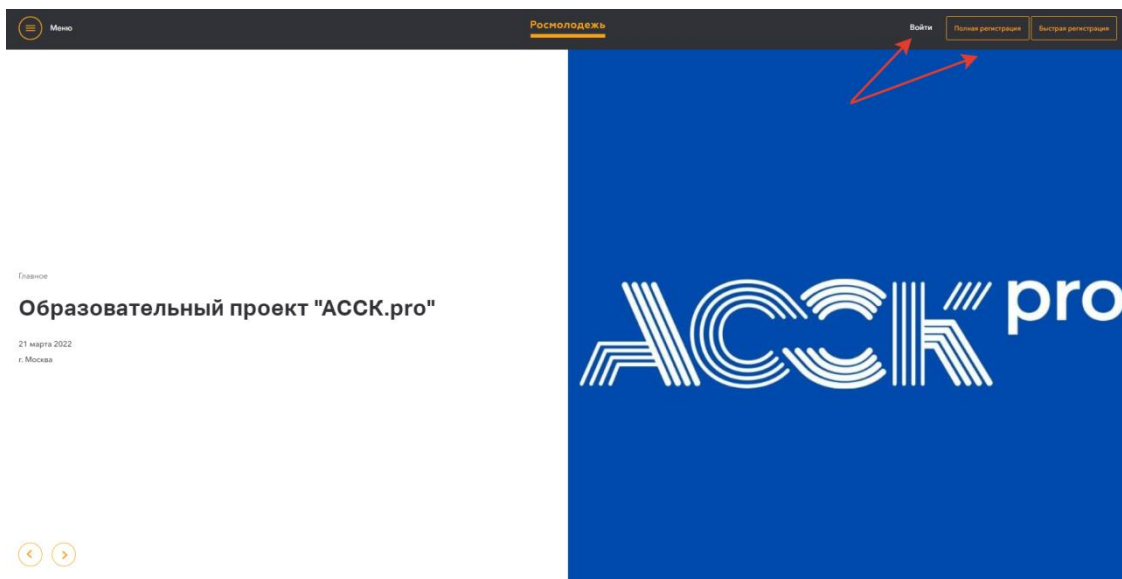 Меню
Росмолодежь
Войти
Полная регистрация
Быстрая регистрация
Главное
Образовательный проект "АССК.pro"
21 марта 2022
г. Москва
АССК pro